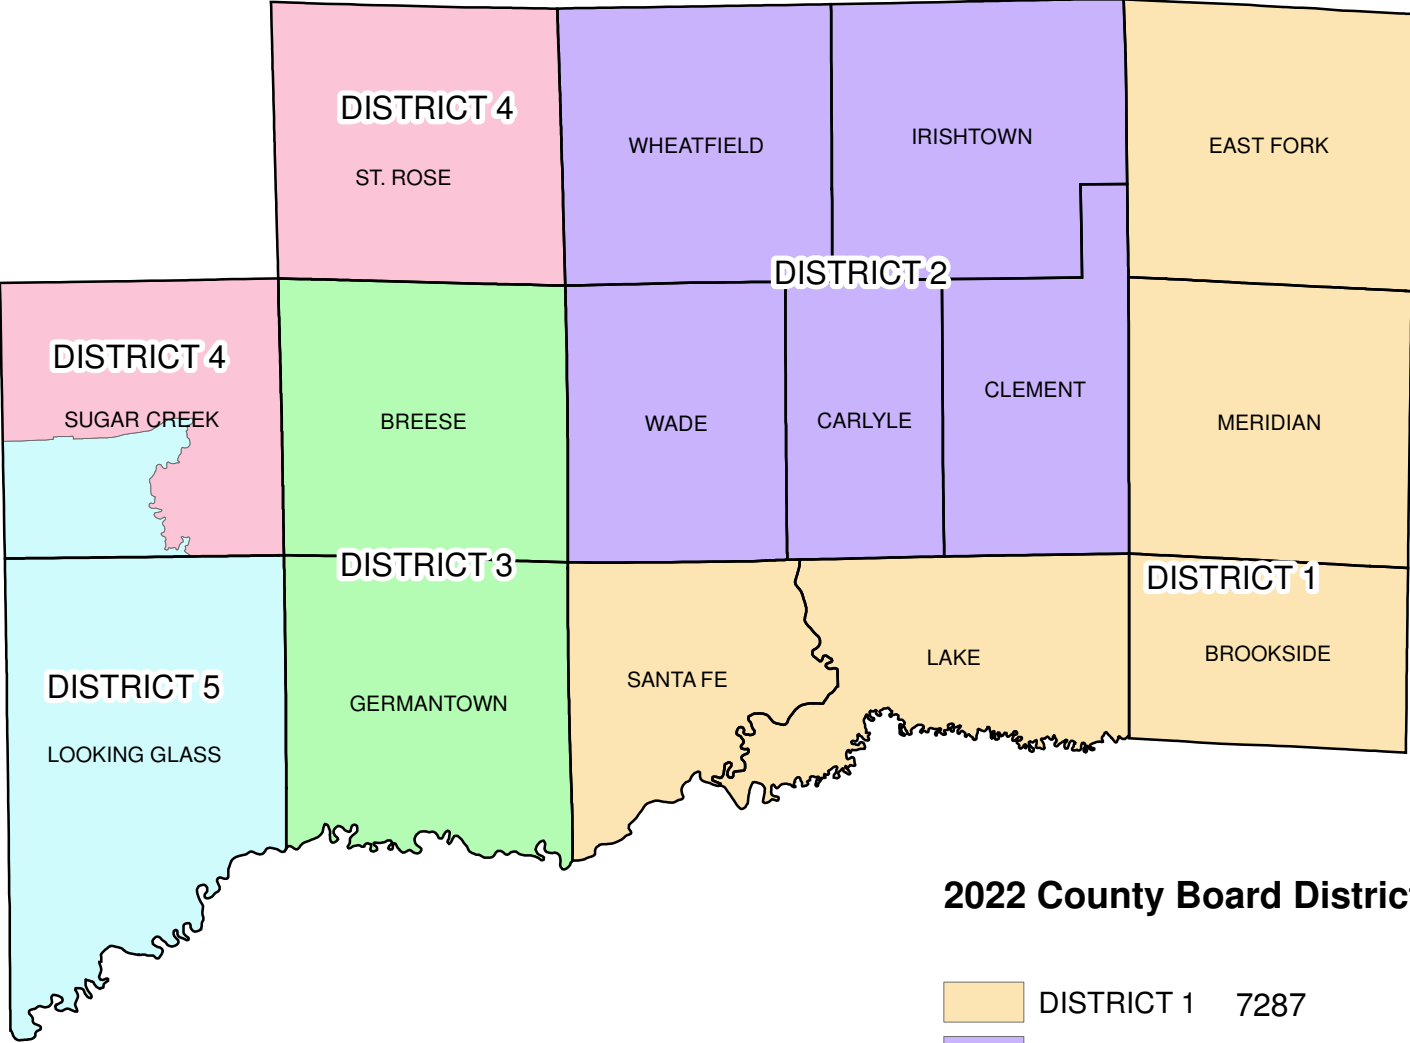 DISTRICT 4
ST. ROSE
WHEATFIELD
IRISHTOWN
EAST FORK
DISTRICT 2
DISTRICT 4
SUGAR CREEK
BREESE
WADE
CARLYLE
CLEMENT
MERIDIAN
DISTRICT 3
DISTRICT 1
DISTRICT 5
LOOKING GLASS
GERMANTOWN
SANTA FE
LAKE
BROOKSIDE
2022 County Board Distric
DISTRICT 1 7287